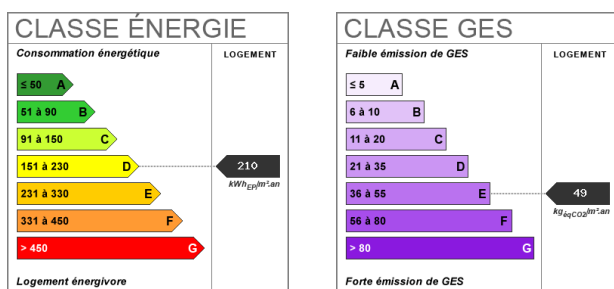 CLASSE ÉNERGIE
Consommation énergétique
LOGEMENT
≤ 50 A
51 à 90 B
91 à 150 C
151 à 230 D
210
kWhEP/m².an
231 à 330 E
331 à 450 F
> 450 G
Logement énergivore
CLASSE GES
Faible émission de GES
LOGEMENT
≤ 5 A
6 à 10 B
11 à 20 C
21 à 35 D
36 à 55 E
49
kgéqCO2/m².an
56 à 80 F
> 80 G
Forte émission de GES